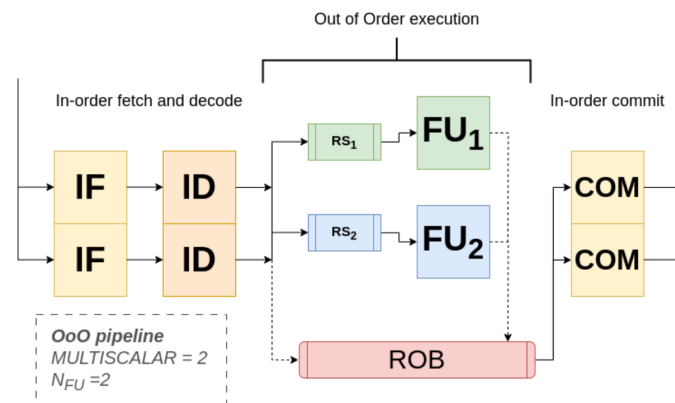 Out of Order execution
In-order fetch and decode
In-order commit
RS1
FU1
IF
ID
COM
RS2
FU2
IF
ID
COM
OoO pipeline
MULTISCALAR = 2
NFU =2
ROB